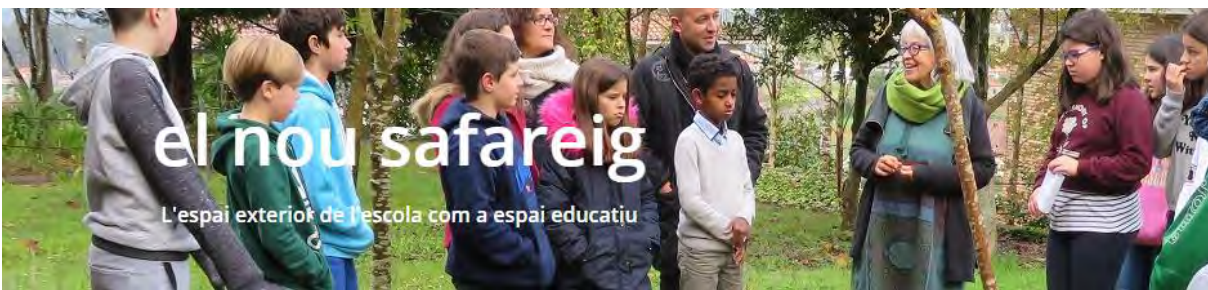 el nou safareig
L'espai exterior de l'escola com a espai educatiu